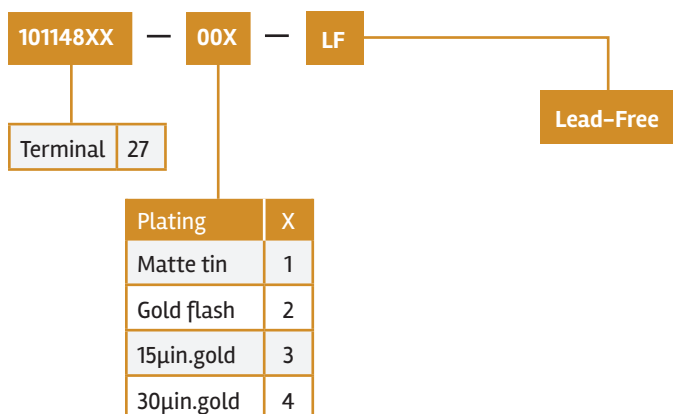 101148XX — 00X — LF
Lead-Free
Terminal 27
Plating X
Matte tin 1
Gold flash 2
15µin.gold 3
30µin.gold 4